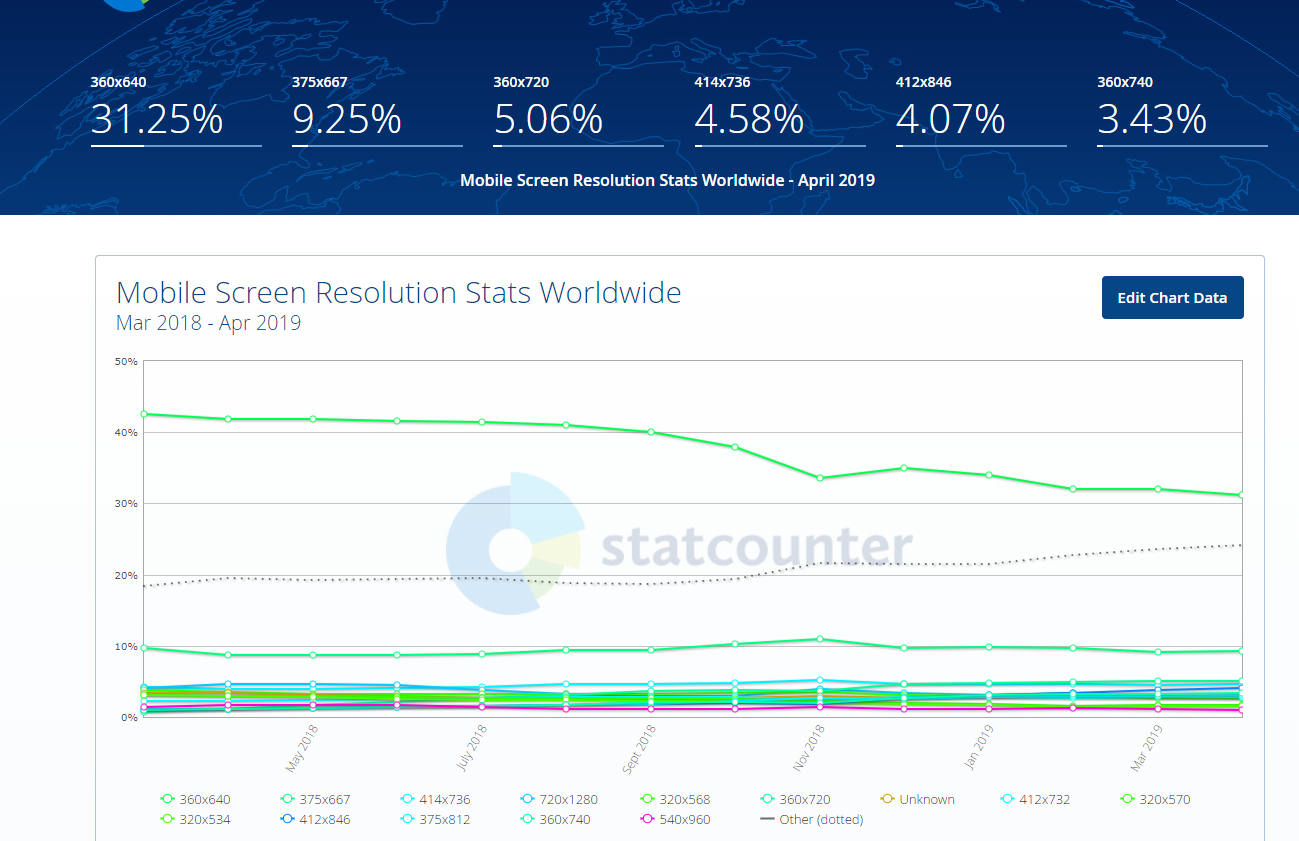 360x640 375x667 360x720 414x736 412x846 360x740
31.25% 9.25% 5.06% 4.58% 4.07% 3.43%
Mobile Screen Resolution Stats Worldwide - April 2019
Mobile Screen Resolution Stats Worldwide
Edit Chart Data
Mar 2018 - Apr 2019
50%
40%
30%
statcounter
20%
10%
0%
May 2018 July 2018 Sept 2018 Nov 2018 Jan 2019 Mar 2019
360x640 375x667 414x736 720x1280 320x568 360x720 Unknown 412x732 320x570
320x534 412x846 375x812 360x740 540x960 Other (dotted)